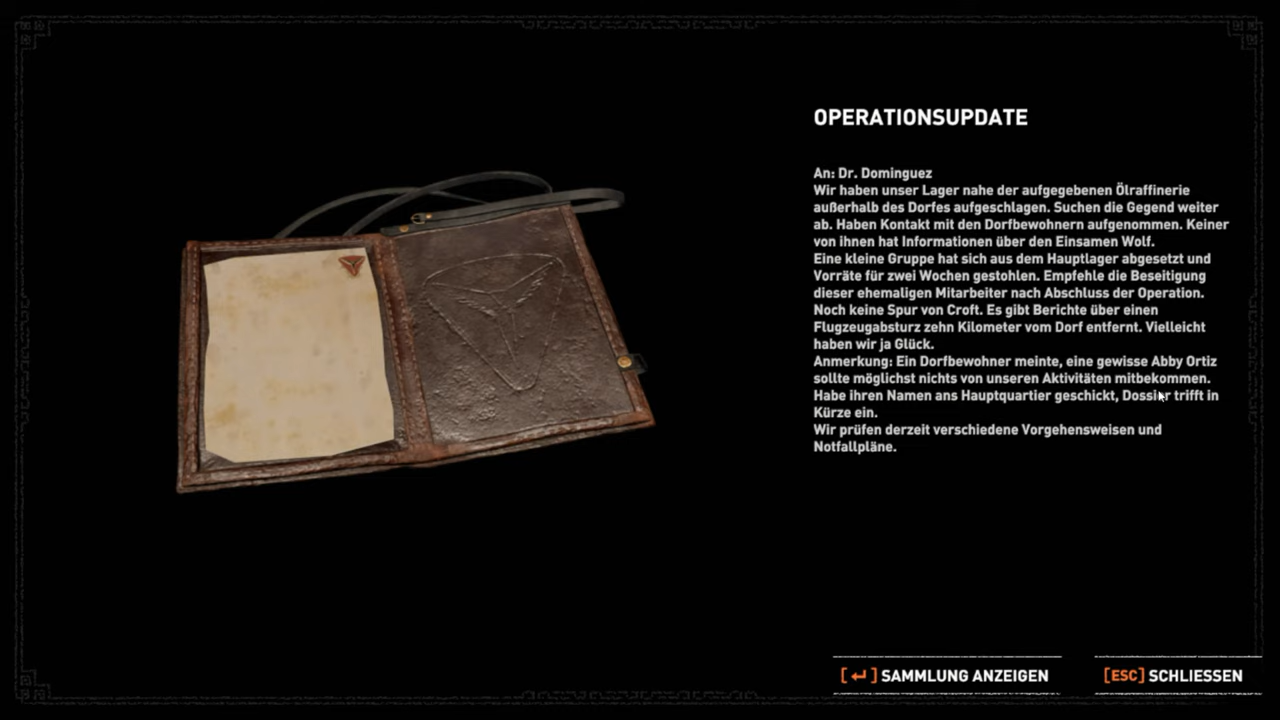 OPERATIONSUPDATE
An: Dr. Dominguez
Wir haben unser Lager nahe der aufgegebenen Ölraffinerie
außerhalb des Dorfes aufgeschlagen. Suchen die Gegend weiter
ab. Haben Kontakt mit den Dorfbewohnern aufgenommen. Keiner
von ihnen hat Informationen über den Einsamen Wolf.
Eine kleine Gruppe hat sich aus dem Hauptlager abgesetzt und
Vorräte für zwei Wochen gestohlen. Empfehle die Beseitigung
dieser ehemaligen Mitarbeiter nach Abschluss der Operation.
Noch keine Spur von Croft. Es gibt Berichte über einen
Flugzeugabsturz zehn Kilometer vom Dorf entfernt. Vielleicht
haben wir ja Glück.
Anmerkung: Ein Dorfbewohner meinte, eine gewisse Abby Ortiz
sollte möglichst nichts von unseren Aktivitäten mitbekommen.
Habe ihren Namen ans Hauptquartier geschickt, Dossier trifft in
Kürze ein.
Wir prüfen derzeit verschiedene Vorgehensweisen und
Notfallpläne.
[↵] SAMMLUNG ANZEIGEN [ESC] SCHLIESSEN